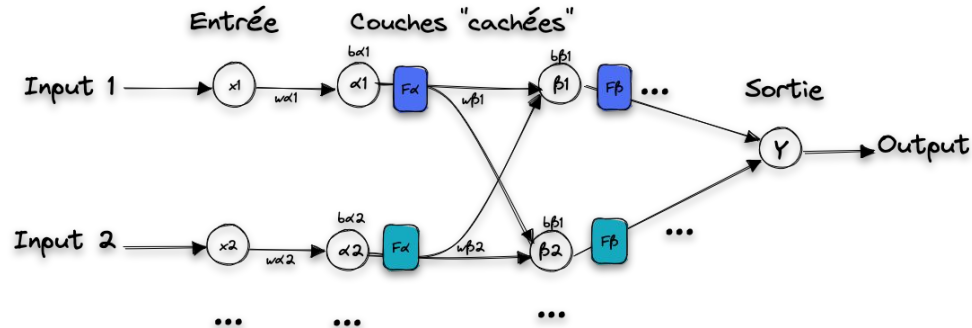 Entrée
Couches "cachées"
bα1
bβ1
Input 1
x1
wα1
α1
Fα
wβ1
β1
Fβ
...
Sortie
Y
Output
bα2
bβ1
Input 2
x2
wα2
α2
Fα
wβ2
β2
Fβ
...
...
...
...